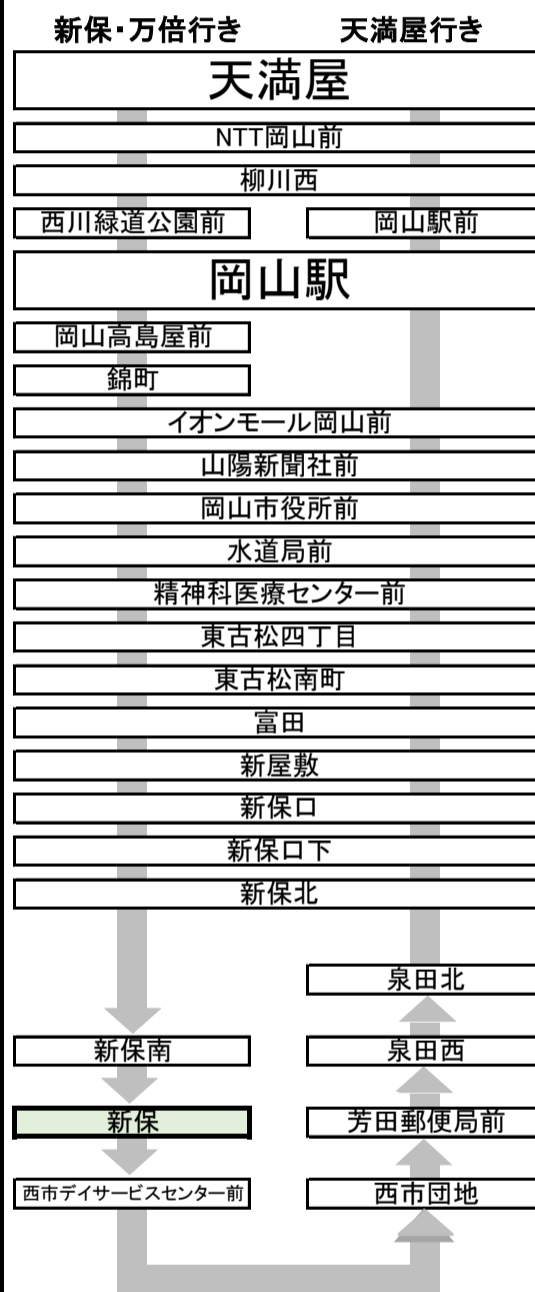 新保・万倍行き
天満屋行き
天満屋
NTT岡山前
柳川西
西川緑道公園前
岡山駅前
岡山駅
岡山高島屋前
錦町
イオンモール岡山前
山陽新聞社前
岡山市役所前
水道局前
精神科医療センター前
東古松四丁目
東古松南町
富田
新屋敷
新保口
新保口下
新保北
泉田北
新保南
泉田西
新保
芳田郵便局前
西市デイサービスセンター前
西市団地